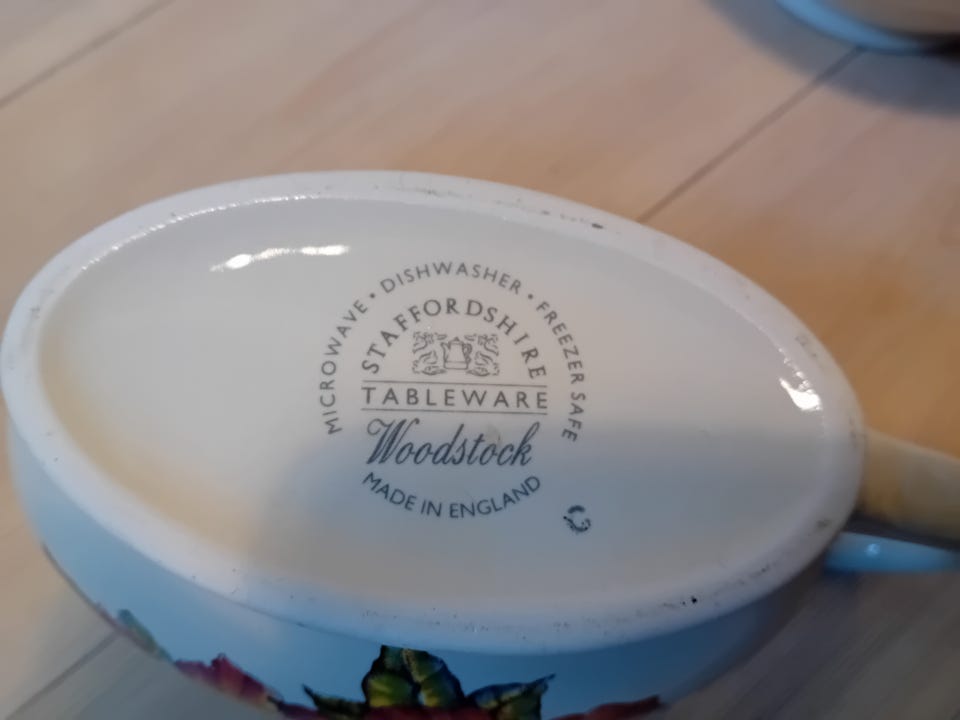 MICROWAVE • DISHWASHER • FREEZER SAFE
STAFFORDSHIRE
TABLEWARE
Woodstock
MADE IN ENGLAND